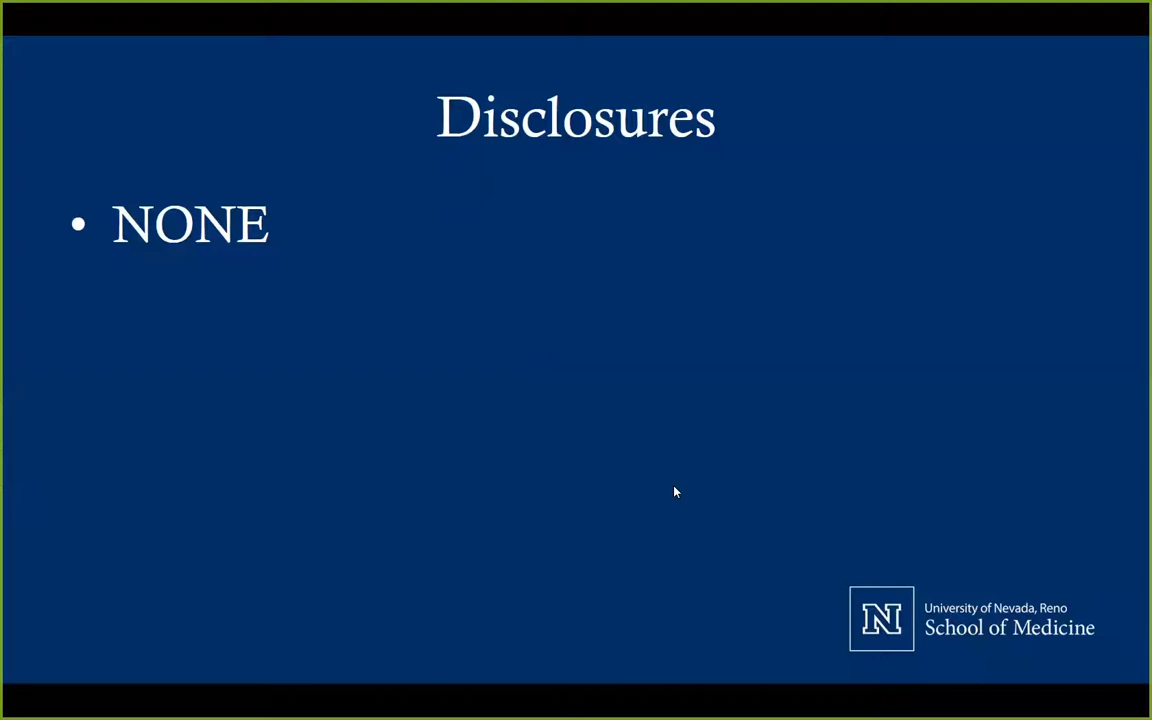 Disclosures
• NONE
N
University of Nevada, Reno
School of Medicine